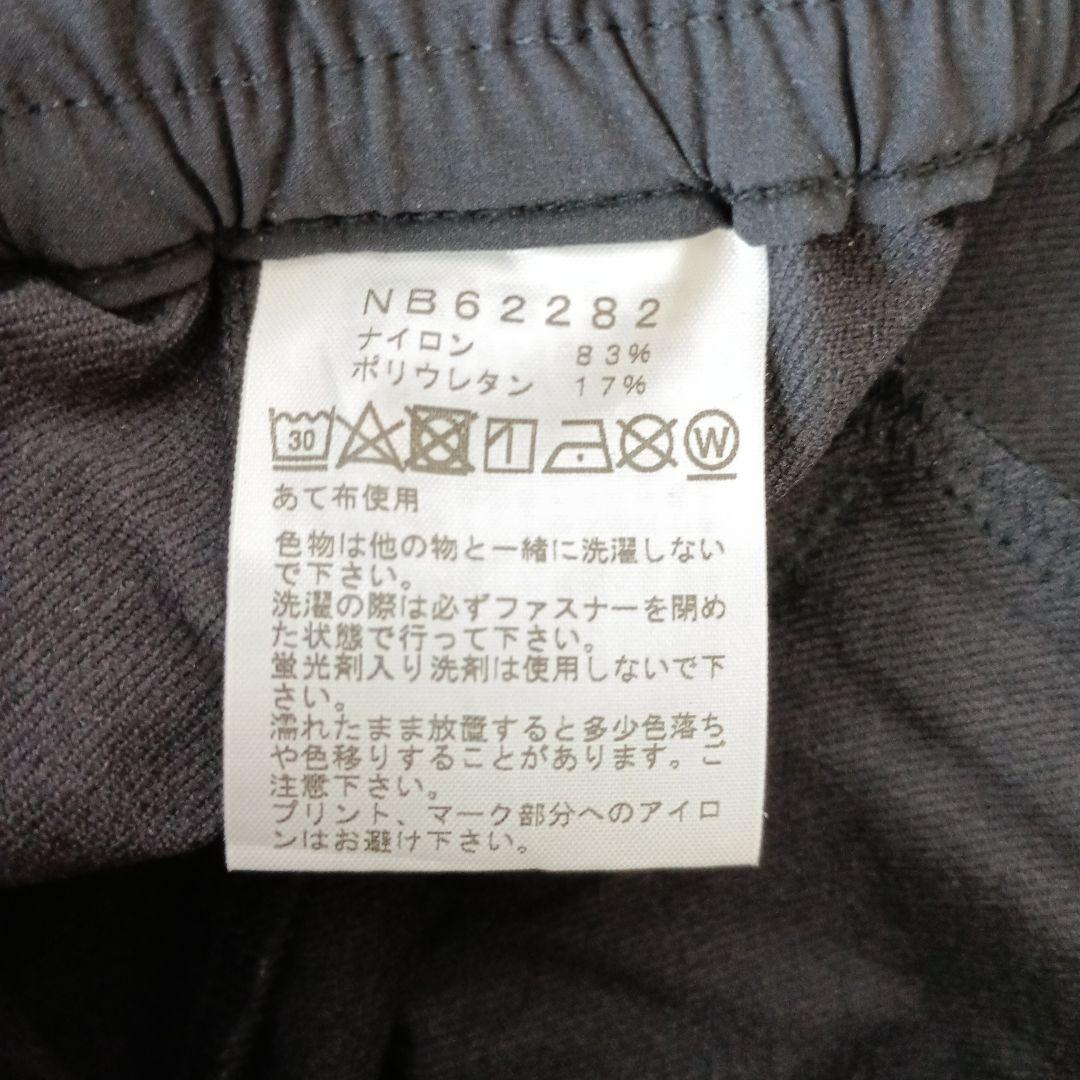 NB62282
ナイロン 83%
ポリウレタン 17%
30 W
あて布使用
色物は他の物と一緒に洗濯しない
で下さい。
洗濯の際は必ずファスナーを閉め
た状態で行って下さい。
蛍光剤入り洗剤は使用しないで下
さい。
濡れたまま放置すると多少色落ち
や色移りすることがあります。ご
注意下さい。
プリント、マーク部分へのアイロ
ンはお避け下さい。